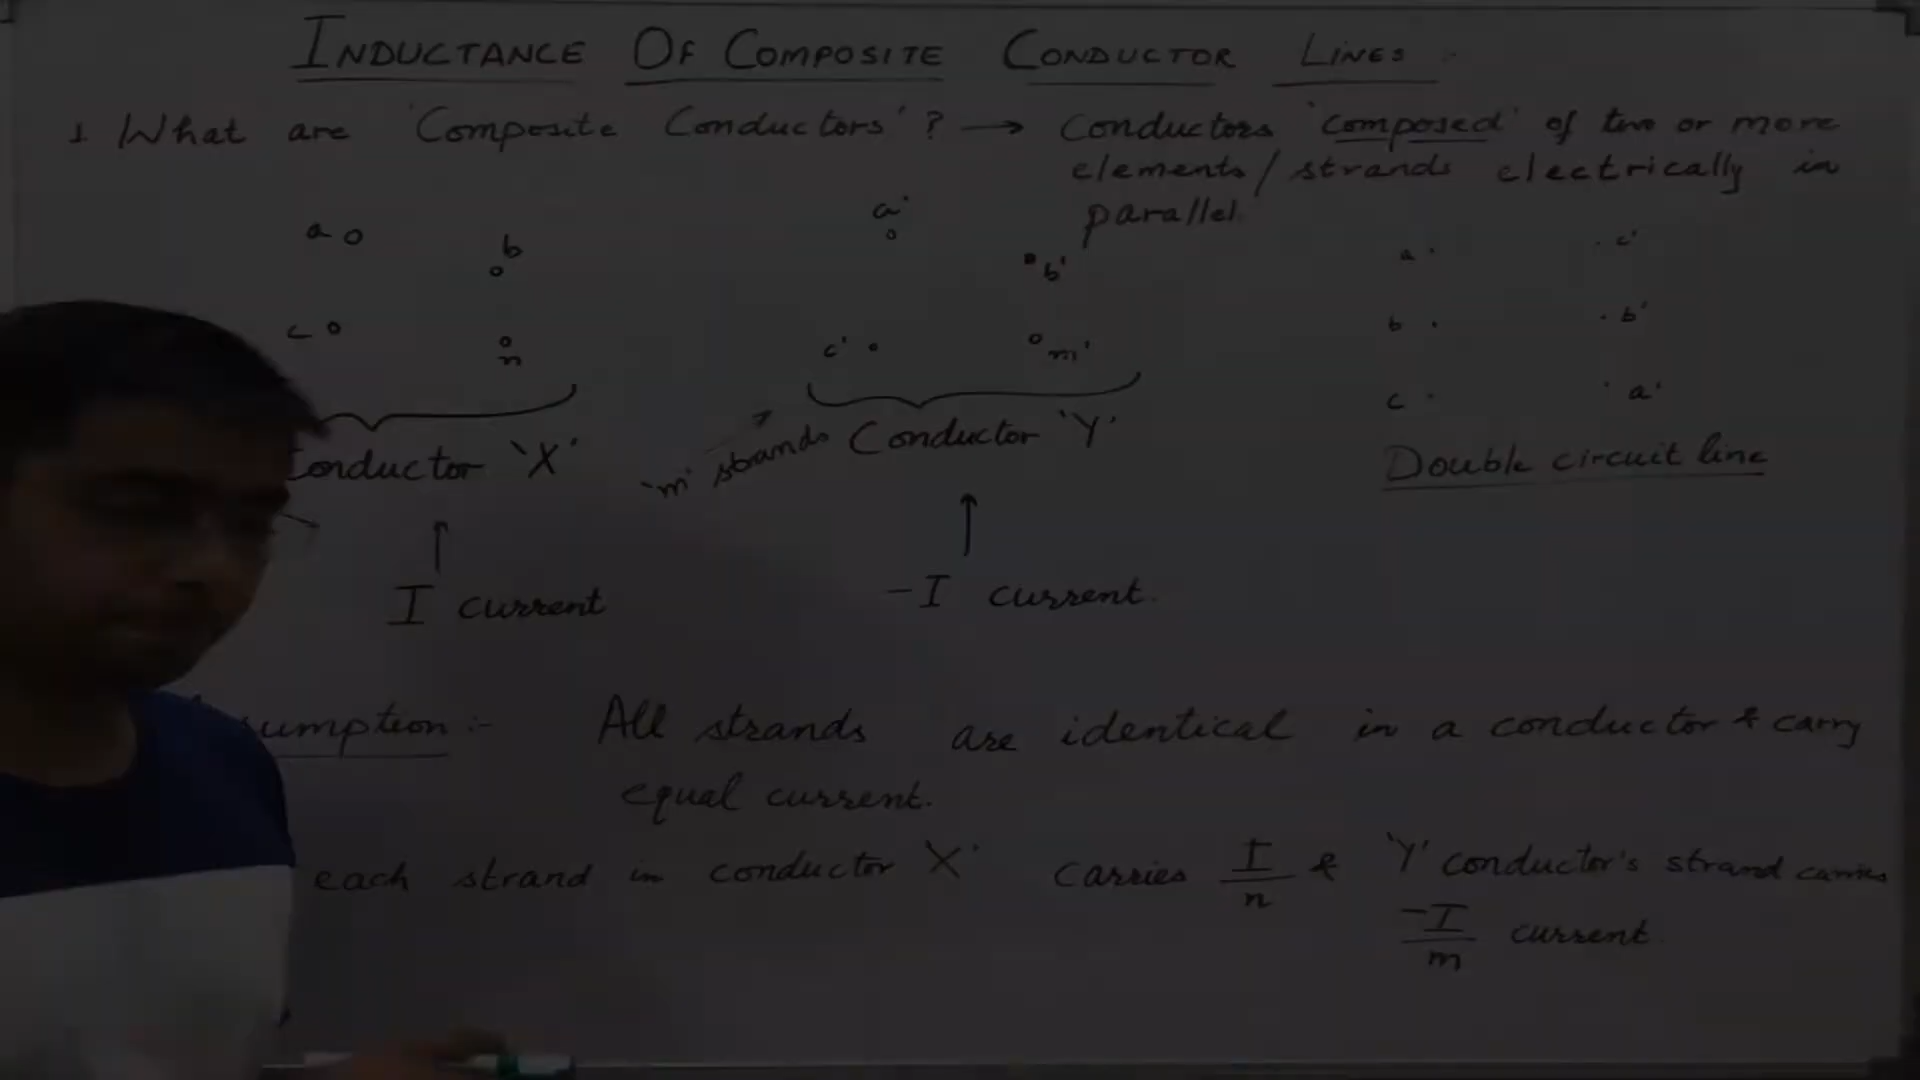 INDUCTANCE OF COMPOSITE CONDUCTOR LINES
1 What are 'Composite Conductors' ? → Conductors 'composed' of two or more
elements/strands electrically in
parallel.
a
b
c
n
a'
b'
c'
m'
a
c'
b
b'
c
a'
Conductor 'X'
'm' strands
Conductor 'Y'
Double circuit line
I current
-I current.
umption :- All strands are identical in a conductor & carry
equal current.
each strand in conductor 'X' carries I/n & 'Y' conductor's strand carries
-I/m current.